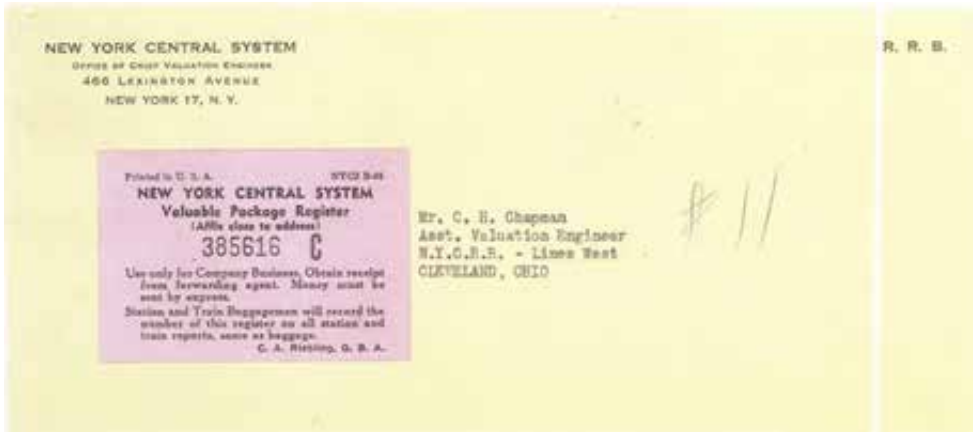 NEW YORK CENTRAL SYSTEM
OFFICE OF CHIEF VALUATION ENGINEER
466 LEXINGTON AVENUE
NEW YORK 17, N. Y.
R. R. B.
Printed in U. S. A.
NEW YORK CENTRAL SYSTEM
Valuable Package Register
(Affix close to address)
385616 C
Use only for Company Business. Obtain receipt
from forwarding agent. Money must be
sent by express.
Station and Train Baggagemen will record the
number of this register on all station and
train reports, same as baggage.
C. A. Riebling, G. B. A.
Mr. C. H. Chapman
Asst. Valuation Engineer
N.Y.C.R.R. - Lines West
CLEVELAND, OHIO
# 11